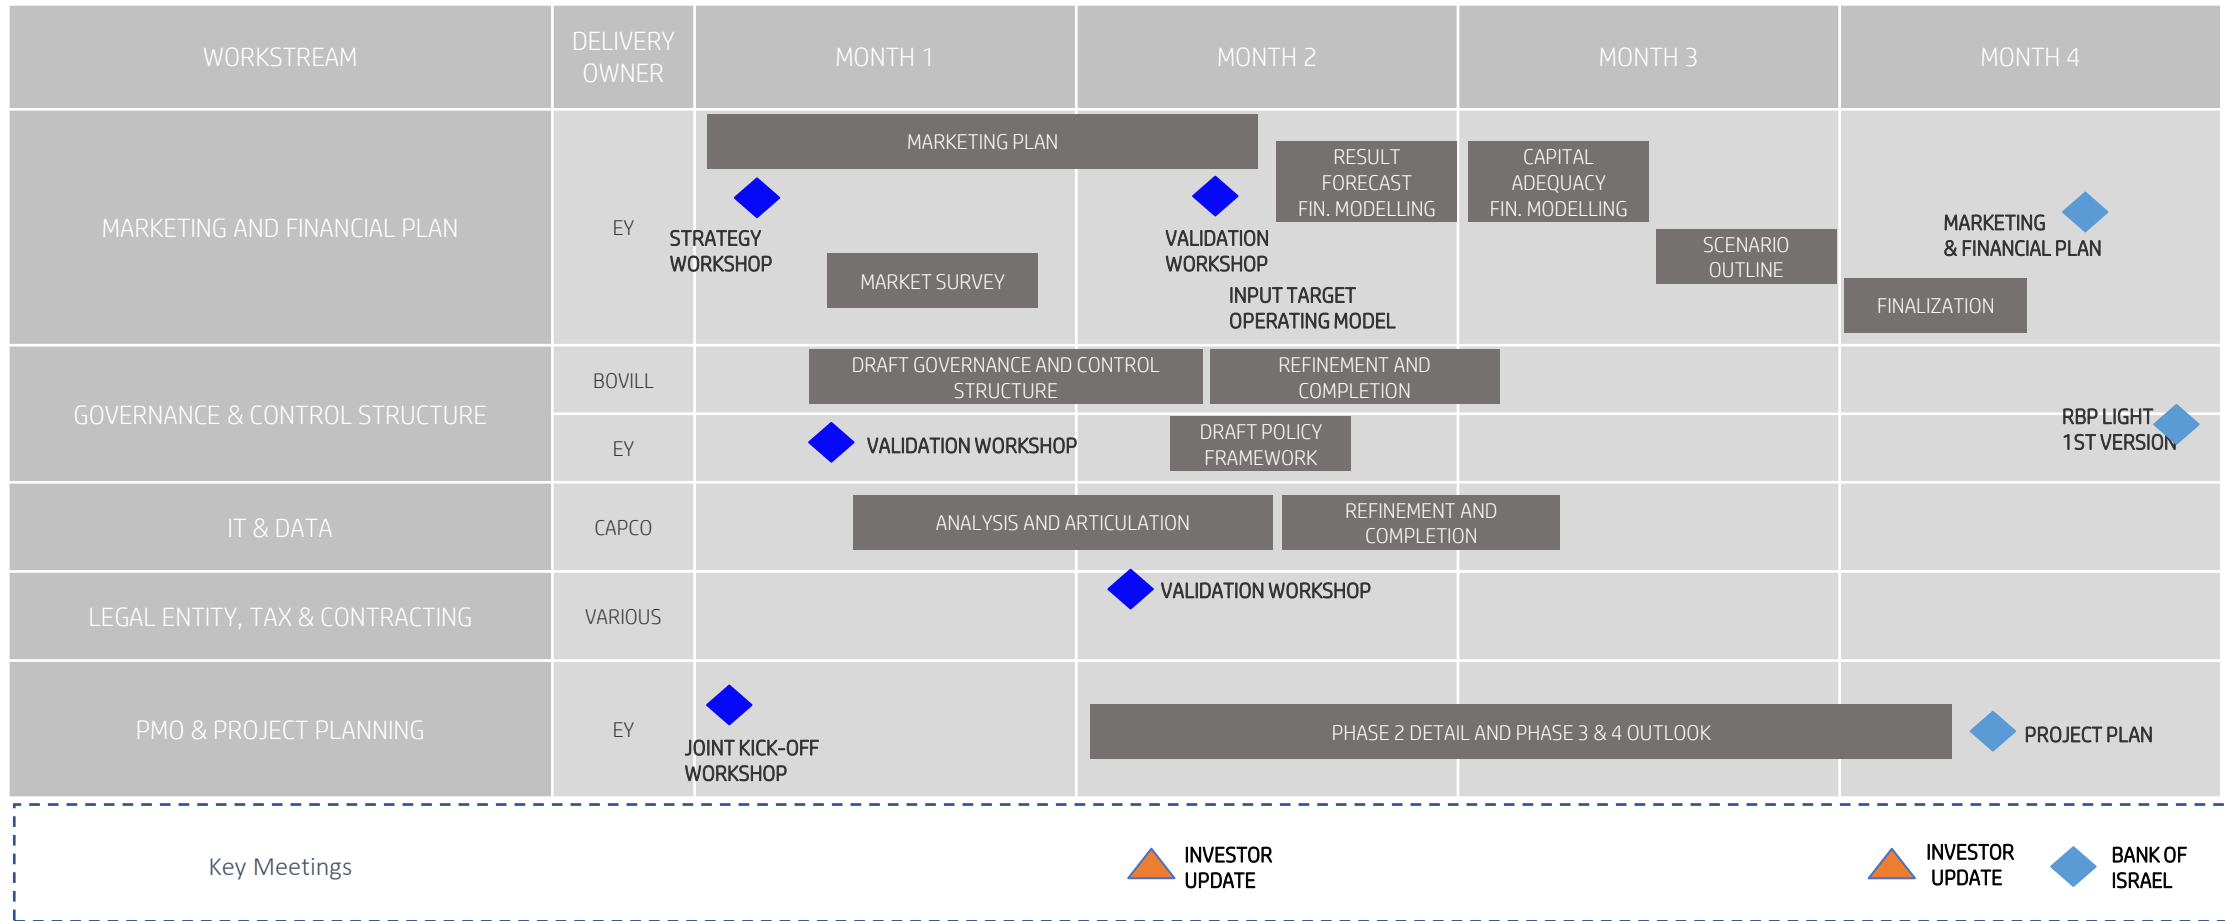 WORKSTREAM
DELIVERY
OWNER
MONTH 1
MONTH 2
MONTH 3
MONTH 4
MARKETING AND FINANCIAL PLAN
EY
MARKETING PLAN
STRATEGY
WORKSHOP
MARKET SURVEY
VALIDATION
WORKSHOP
INPUT TARGET
OPERATING MODEL
RESULT
FORECAST
FIN. MODELLING
CAPITAL
ADEQUACY
FIN. MODELLING
SCENARIO
OUTLINE
FINALIZATION
MARKETING
& FINANCIAL PLAN
GOVERNANCE & CONTROL STRUCTURE
BOVILL
DRAFT GOVERNANCE AND CONTROL
STRUCTURE
REFINEMENT AND
COMPLETION
EY
VALIDATION WORKSHOP
DRAFT POLICY
FRAMEWORK
RBP LIGHT
1ST VERSION
IT & DATA
CAPCO
ANALYSIS AND ARTICULATION
REFINEMENT AND
COMPLETION
LEGAL ENTITY, TAX & CONTRACTING
VARIOUS
VALIDATION WORKSHOP
PMO & PROJECT PLANNING
EY
JOINT KICK-OFF
WORKSHOP
PHASE 2 DETAIL AND PHASE 3 & 4 OUTLOOK
PROJECT PLAN
Key Meetings
INVESTOR
UPDATE
INVESTOR
UPDATE
BANK OF
ISRAEL